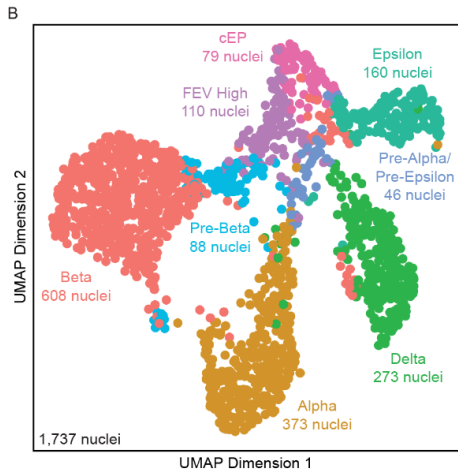 B
cEP
79 nuclei
FEV High
110 nuclei
Epsilon
160 nuclei
Pre-Alpha/
Pre-Epsilon
46 nuclei
Pre-Beta
88 nuclei
Beta
608 nuclei
Delta
273 nuclei
Alpha
373 nuclei
1,737 nuclei
UMAP Dimension 2
UMAP Dimension 1